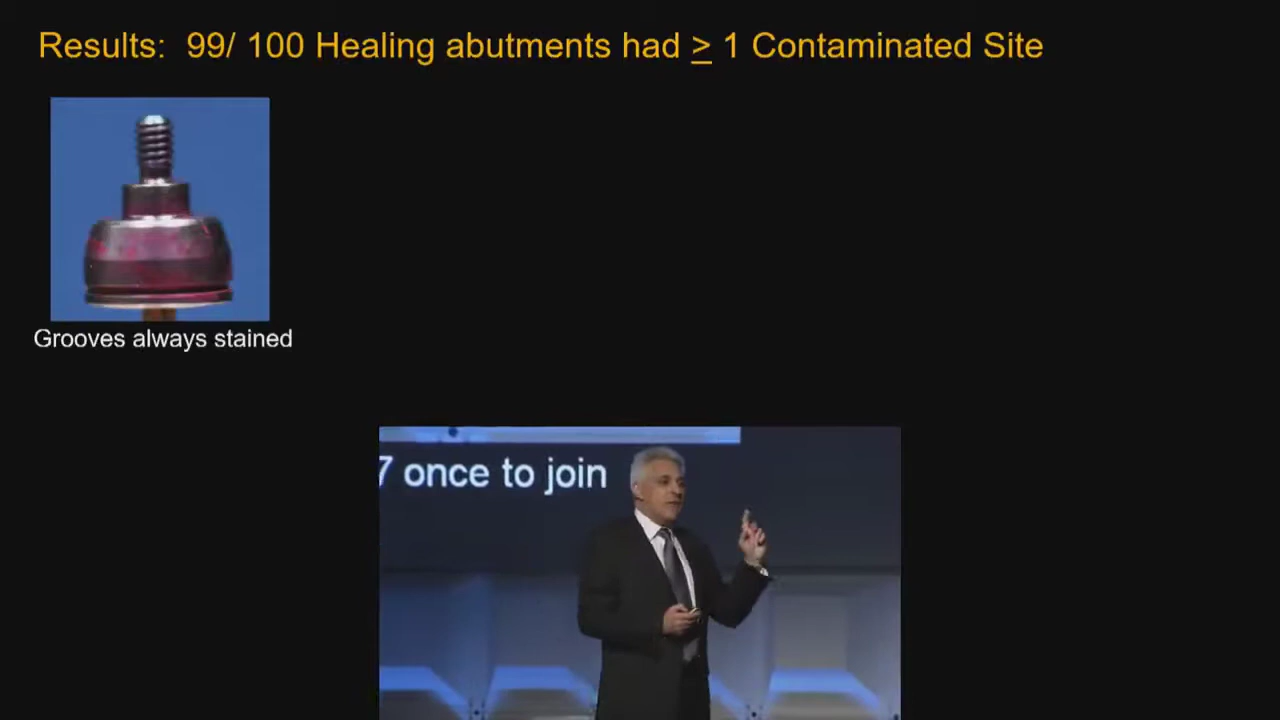 Results: 99/ 100 Healing abutments had ≥ 1 Contaminated Site
Grooves always stained
7 once to join